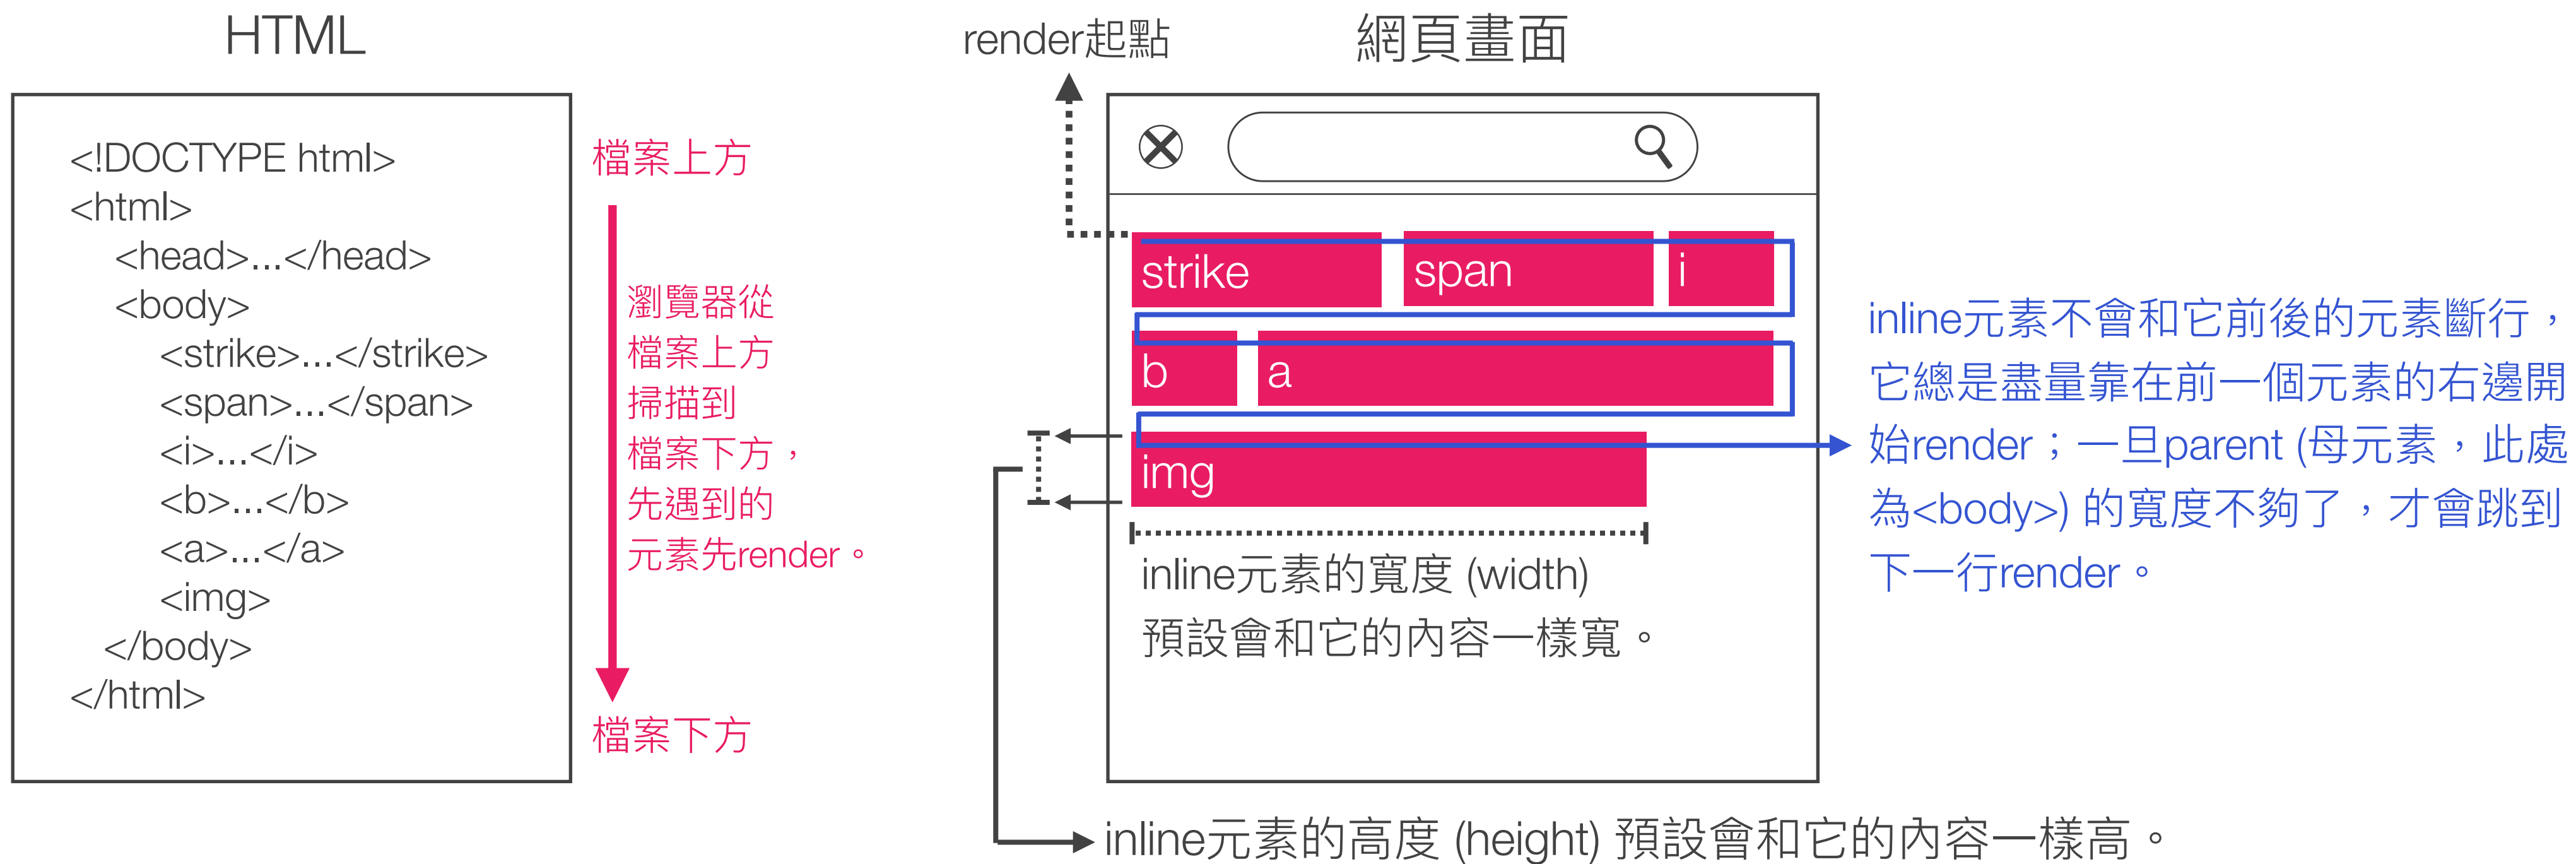 HTML
<!DOCTYPE html>
<html>
<head>...</head>
<body>
<strike>...</strike>
<span>...</span>
<i>...</i>
<b>...</b>
<a>...</a>
<img>
</body>
</html>
檔案上方
瀏覽器從
檔案上方
掃描到
檔案下方，
先遇到的
元素先render。
檔案下方
render起點
網頁畫面
strike span i
b a
img
inline元素的寬度 (width)
預設會和它的內容一樣寬。
inline元素不會和它前後的元素斷行，
它總是盡量靠在前一個元素的右邊開
始render；一旦parent (母元素，此處
為<body>) 的寬度不夠了，才會跳到
下一行render。
inline元素的高度 (height) 預設會和它的內容一樣高。